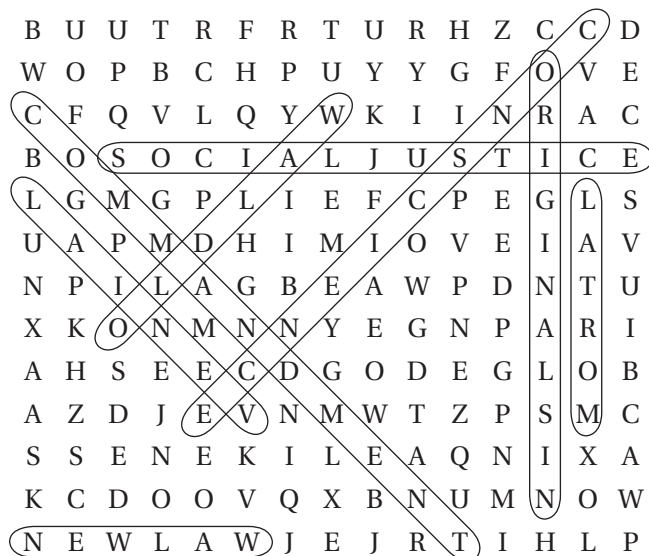 B U U T R F R T U R H Z C C D
W O P B C H P U Y Y G F O V E
C F Q V L Q Y W K I I N R A C
B O S O C I A L J U S T I C E
L G M G P L I E F C P E G L S
U A P M D H I M I O V E I A V
N P I L A G B E A W P D N T U
X K O N M N N Y E G N P A R I
A H S E E C D G O D E G L O B
A Z D J E V N M W T Z P S M C
S S E N E K I L E A Q N I X A
K C D O O V Q X B N U M N O W
N E W L A W J E J R T I H L P